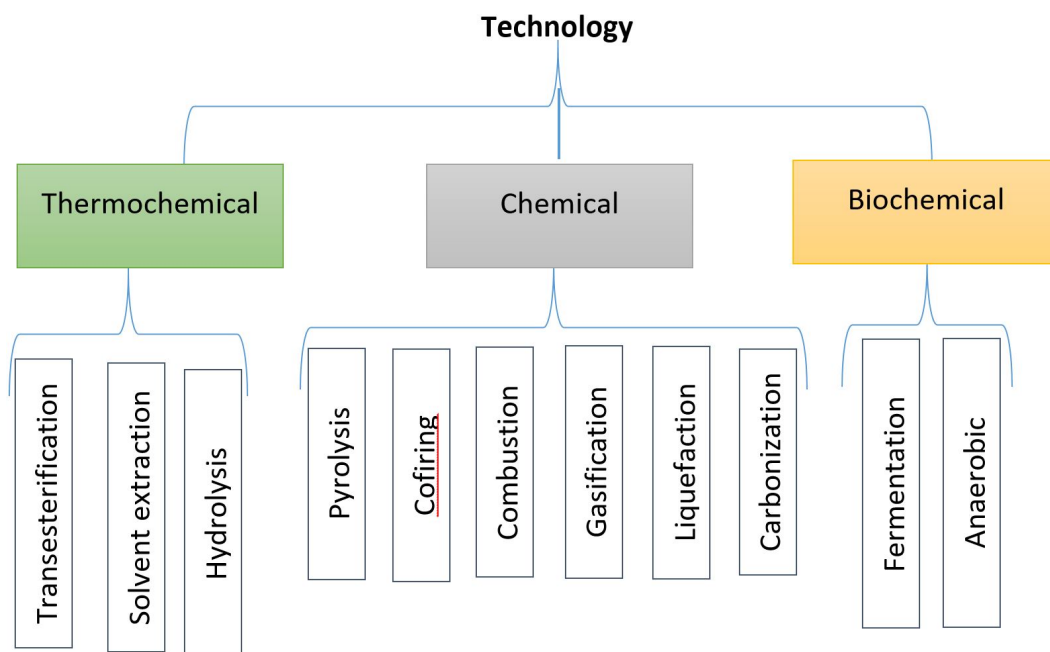 Technology
Thermochemical
Chemical
Biochemical
Transesterification
Solvent extraction
Hydrolysis
Pyrolysis
Cofiring
Combustion
Gasification
Liquefaction
Carbonization
Fermentation
Anaerobic